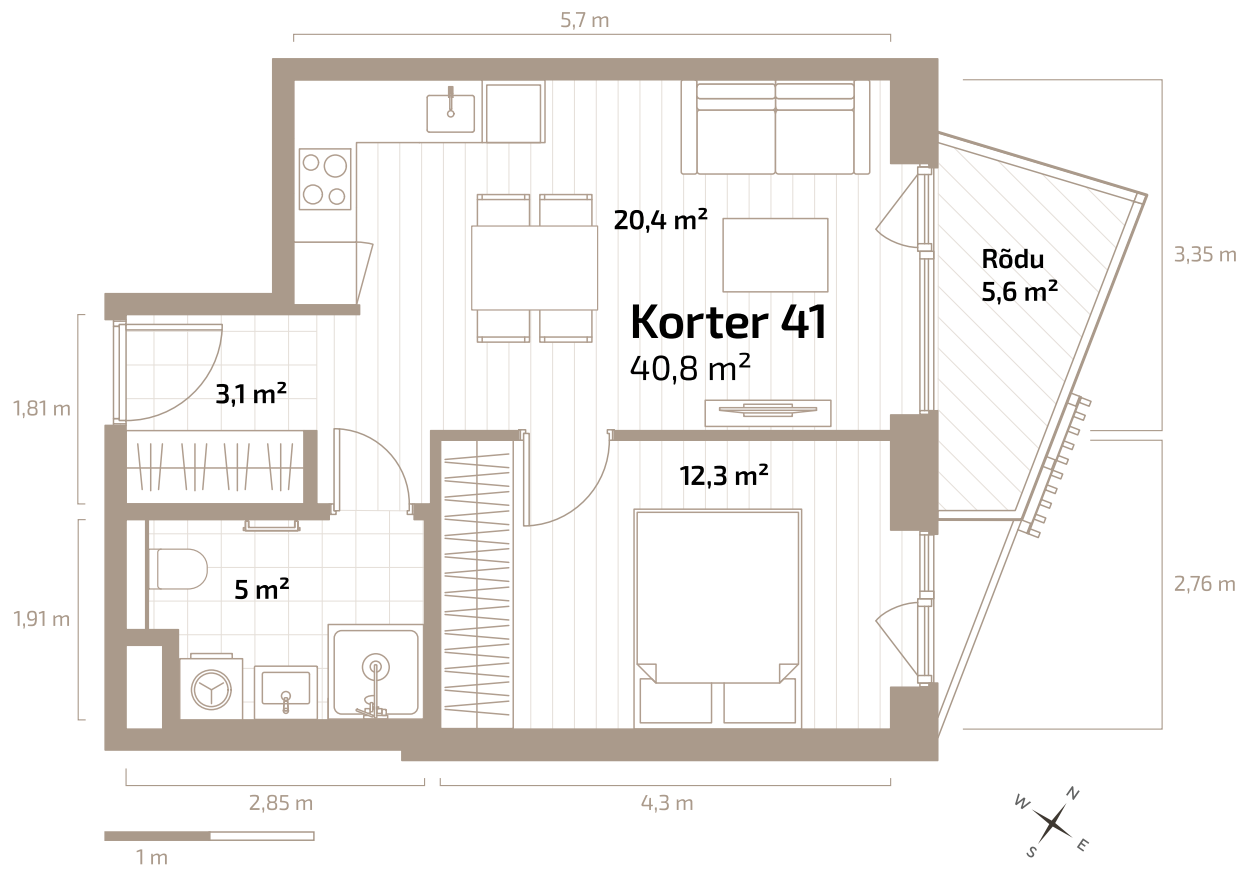 5,7 m
20,4 m²
Rõdu
5,6 m²
3,35 m
Korter 41
40,8 m²
3,1 m²
1,81 m
12,3 m²
5 m²
1,91 m
2,76 m
2,85 m
4,3 m
1 m
N
W
E
S